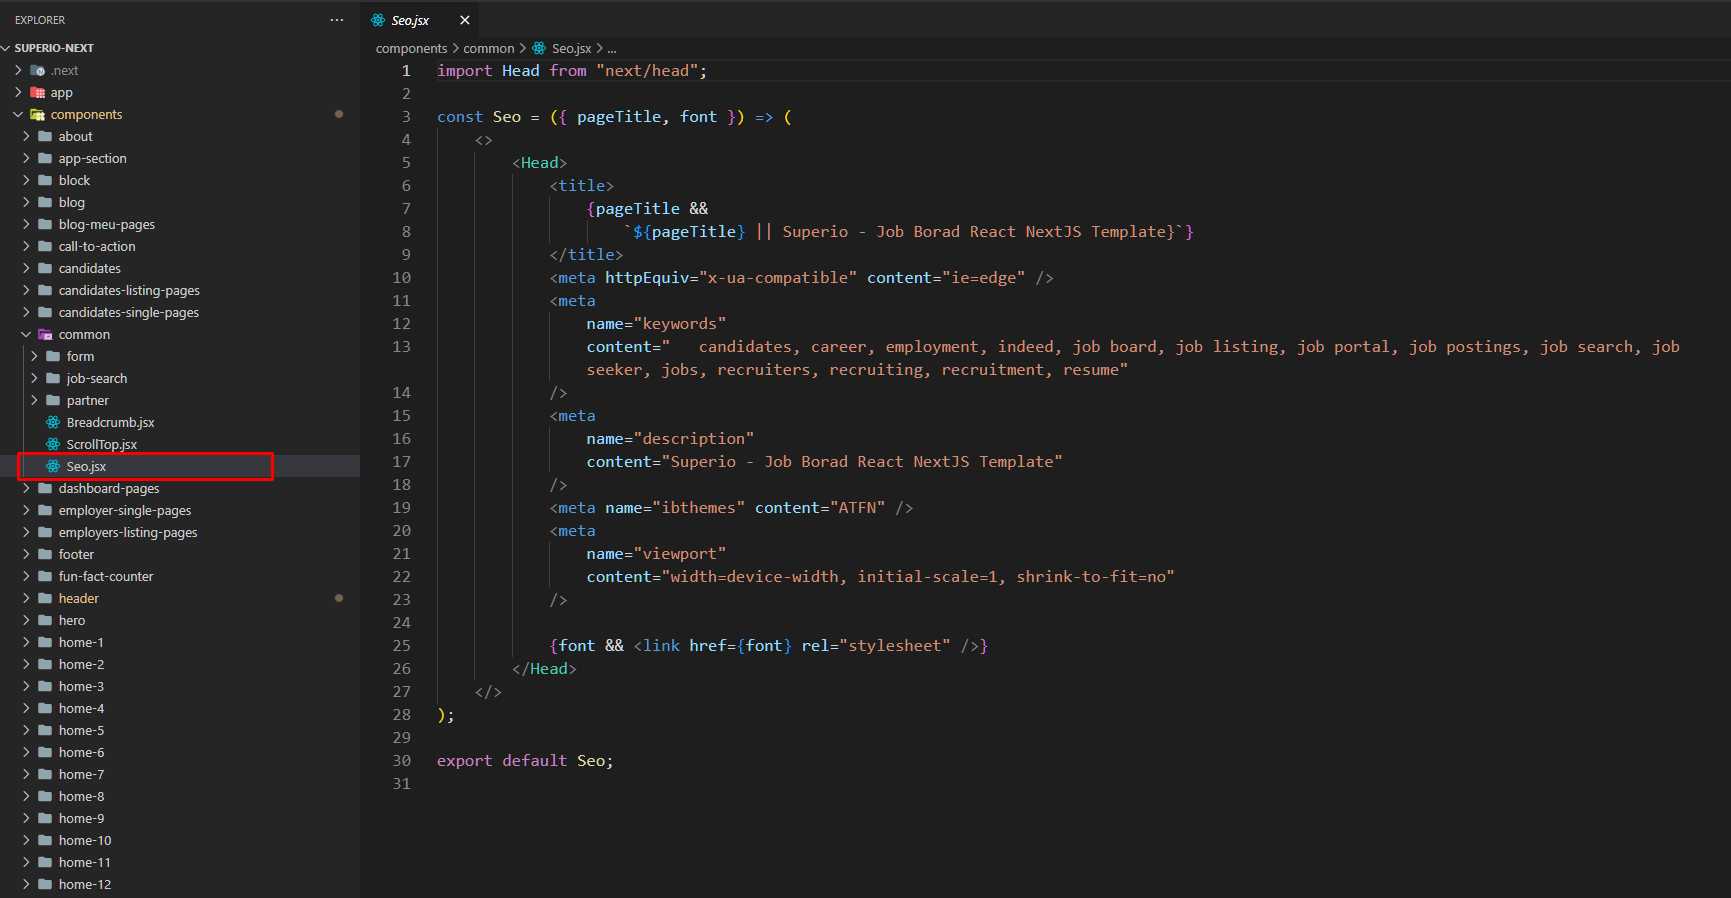 EXPLORER
SUPERIO-NEXT
.next
app
components
about
app-section
block
blog
blog-meu-pages
call-to-action
candidates
candidates-listing-pages
candidates-single-pages
common
form
job-search
partner
Breadcrumb.jsx
ScrollTop.jsx
Seo.jsx
dashboard-pages
employer-single-pages
employers-listing-pages
footer
fun-fact-counter
header
hero
home-1
home-2
home-3
home-4
home-5
home-6
home-7
home-8
home-9
home-10
home-11
home-12
Seo.jsx
components > common > Seo.jsx > ...
1 import Head from "next/head";
2
3 const Seo = ({ pageTitle, font }) => (
4 <>
5 <Head>
6 <title>
7 {pageTitle &&
8 `${pageTitle} || Superio - Job Borad React NextJS Template}`}
9 </title>
10 <meta httpEquiv="x-ua-compatible" content="ie=edge" />
11 <meta
12 name="keywords"
13 content="   candidates, career, employment, indeed, job board, job listing, job portal, job postings, job search, job
seeker, jobs, recruiters, recruiting, recruitment, resume"
14 />
15 <meta
16 name="description"
17 content="Superio - Job Borad React NextJS Template"
18 />
19 <meta name="ibthemes" content="ATFN" />
20 <meta
21 name="viewport"
22 content="width=device-width, initial-scale=1, shrink-to-fit=no"
23 />
24
25 {font && <link href={font} rel="stylesheet" />}
26 </Head>
27 </>
28 );
29
30 export default Seo;
31